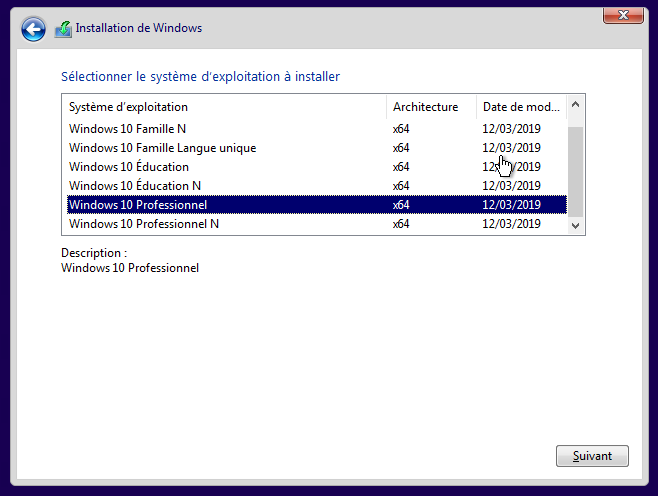 Installation de Windows
Sélectionner le système d'exploitation à installer
Système d'exploitation Architecture Date de mod...
Windows 10 Famille N x64 12/03/2019
Windows 10 Famille Langue unique x64 12/03/2019
Windows 10 Éducation x64 12/03/2019
Windows 10 Éducation N x64 12/03/2019
Windows 10 Professionnel x64 12/03/2019
Windows 10 Professionnel N x64 12/03/2019
Description :
Windows 10 Professionnel
Suivant